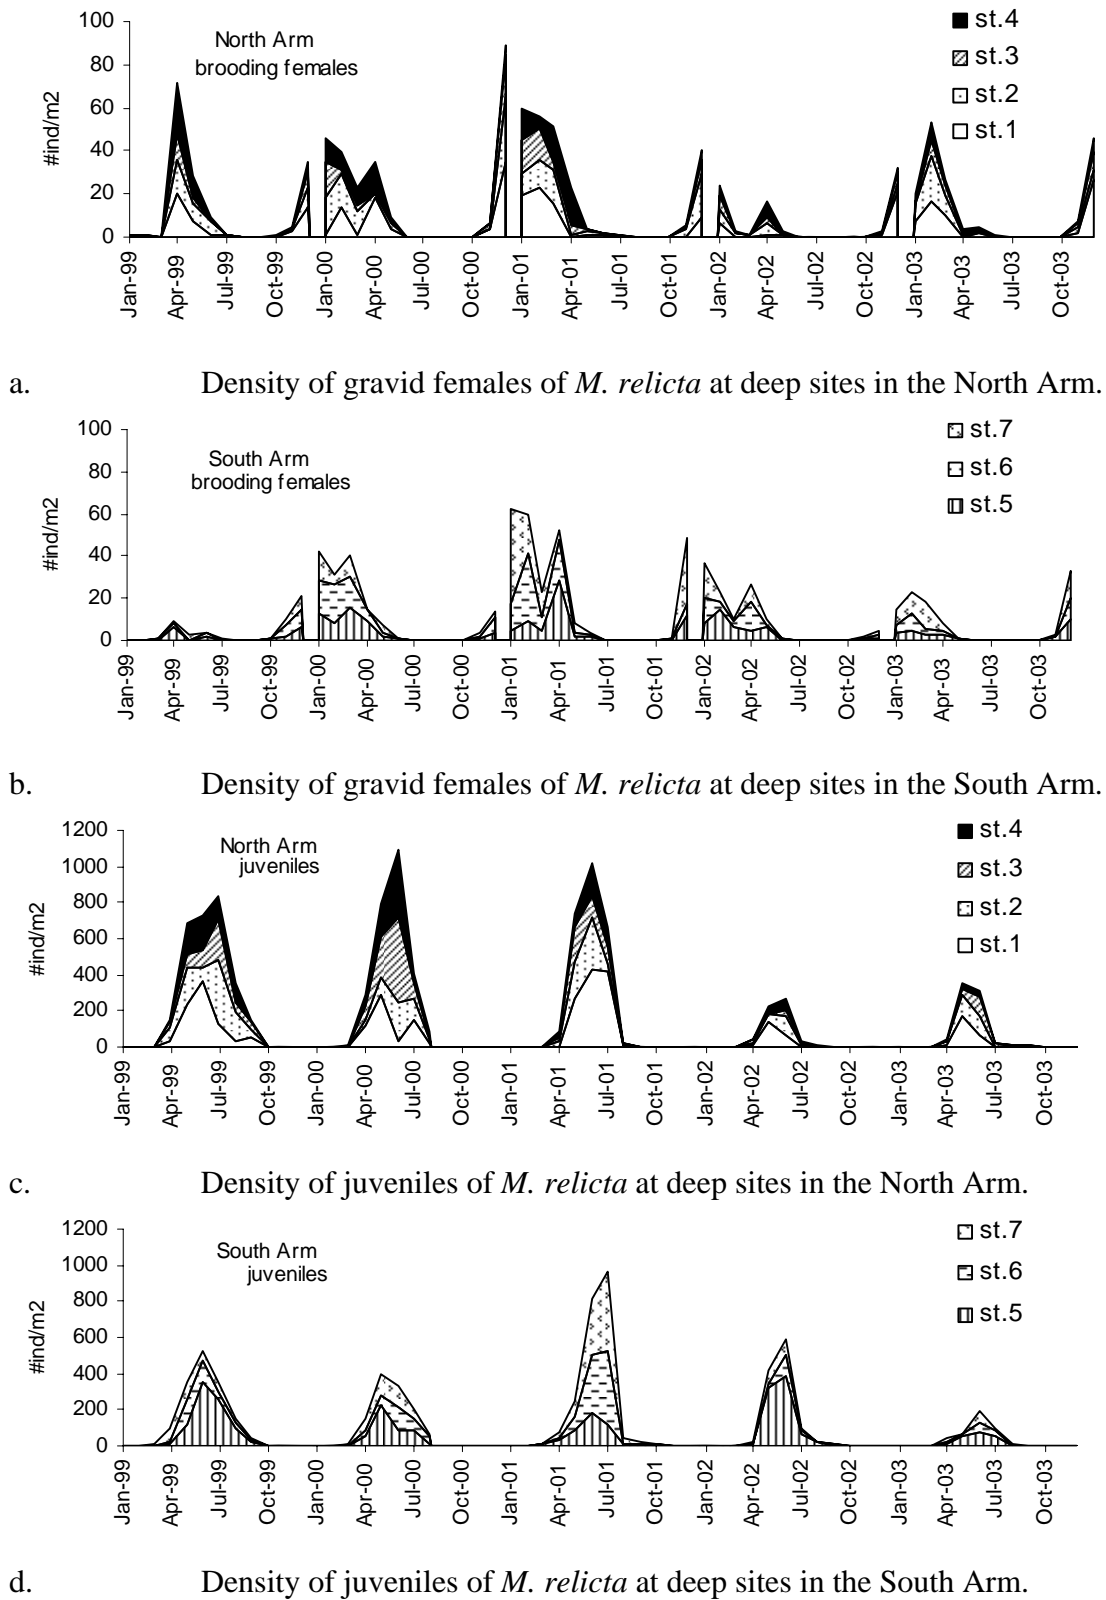 North Arm
brooding females
#ind/m2
100
80
60
40
20
0
st.4
st.3
st.2
st.1
Jan-99 Apr-99 Jul-99 Oct-99 Jan-00 Apr-00 Jul-00 Oct-00 Jan-01 Apr-01 Jul-01 Oct-01 Jan-02 Apr-02 Jul-02 Oct-02 Jan-03 Apr-03 Jul-03 Oct-03
a. Density of gravid females of M. relicta at deep sites in the North Arm.
South Arm
brooding females
#ind/m2
100
80
60
40
20
0
st.7
st.6
st.5
Jan-99 Apr-99 Jul-99 Oct-99 Jan-00 Apr-00 Jul-00 Oct-00 Jan-01 Apr-01 Jul-01 Oct-01 Jan-02 Apr-02 Jul-02 Oct-02 Jan-03 Apr-03 Jul-03 Oct-03
b. Density of gravid females of M. relicta at deep sites in the South Arm.
North Arm
juveniles
#ind/m2
1200
1000
800
600
400
200
0
st.4
st.3
st.2
st.1
Jan-99 Apr-99 Jul-99 Oct-99 Jan-00 Apr-00 Jul-00 Oct-00 Jan-01 Apr-01 Jul-01 Oct-01 Jan-02 Apr-02 Jul-02 Oct-02 Jan-03 Apr-03 Jul-03 Oct-03
c. Density of juveniles of M. relicta at deep sites in the North Arm.
South Arm
juveniles
#ind/m2
1200
1000
800
600
400
200
0
st.7
st.6
st.5
Jan-99 Apr-99 Jul-99 Oct-99 Jan-00 Apr-00 Jul-00 Oct-00 Jan-01 Apr-01 Jul-01 Oct-01 Jan-02 Apr-02 Jul-02 Oct-02 Jan-03 Apr-03 Jul-03 Oct-03
d. Density of juveniles of M. relicta at deep sites in the South Arm.